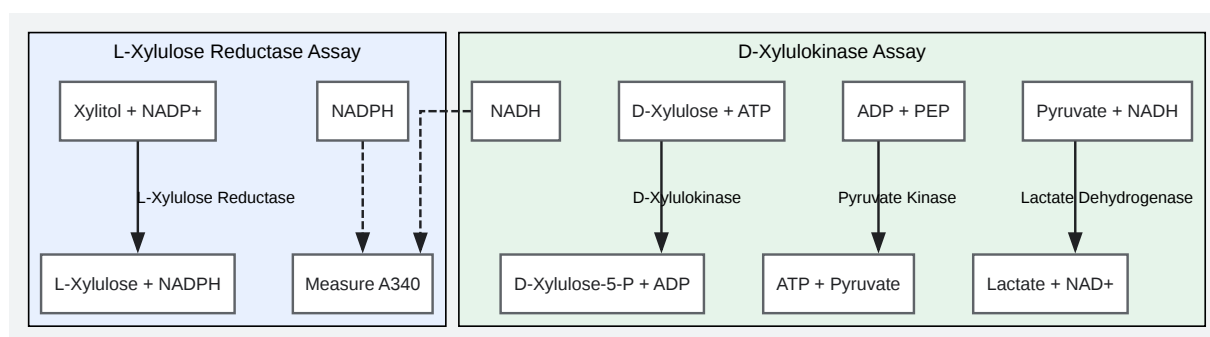 L-Xylulose Reductase Assay
D-Xylulokinase Assay
Xylitol + NADP+
NADPH
NADH
D-Xylulose + ATP
ADP + PEP
Pyruvate + NADH
L-Xylulose Reductase
D-Xylulokinase
Pyruvate Kinase
Lactate Dehydrogenase
L-Xylulose + NADPH
Measure A340
D-Xylulose-5-P + ADP
ATP + Pyruvate
Lactate + NAD+